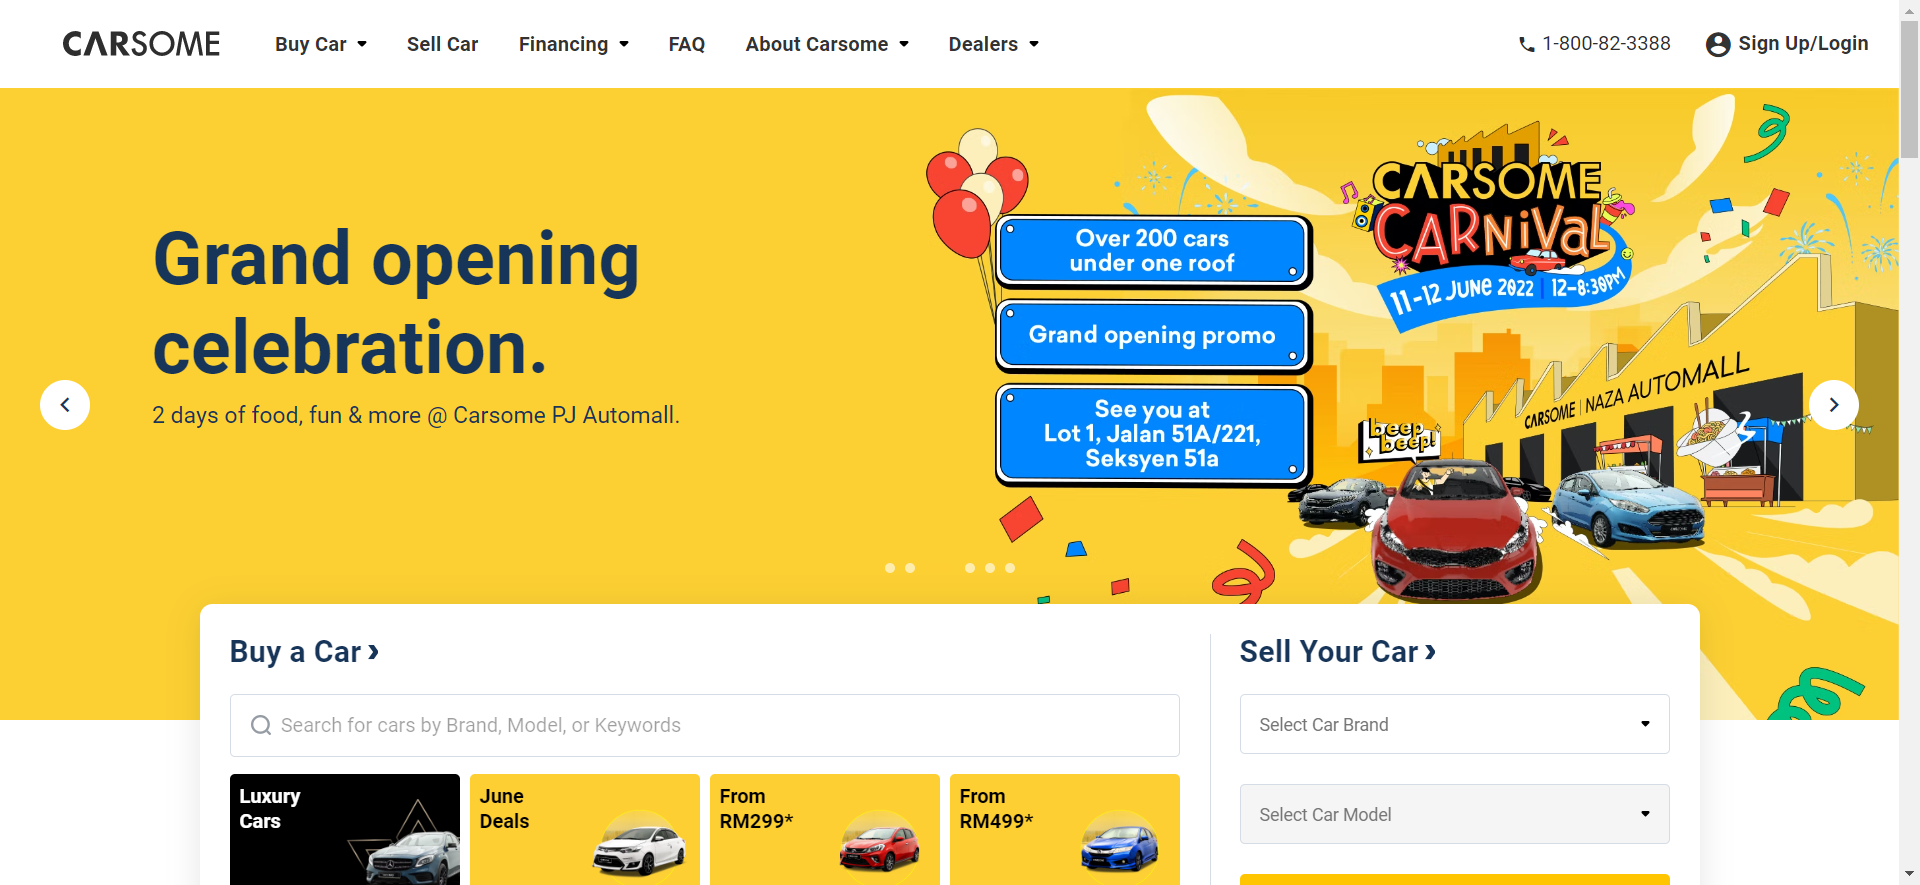 CARSOME
Buy Car
Sell Car
Financing
FAQ
About Carsome
Dealers
1-800-82-3388
Sign Up/Login
Grand opening
celebration.
2 days of food, fun & more @ Carsome PJ Automall.
Over 200 cars
under one roof
Grand opening promo
See you at
Lot 1, Jalan 51A/221,
Seksyen 51a
CARSOME
CARNiVaL
11-12 JUNE 2022 | 12-8:30PM
CARSOME | NAZA AUTOMALL
beep
beep!
Buy a Car ›
Search for cars by Brand, Model, or Keywords
Luxury
Cars
June
Deals
From
RM299*
From
RM499*
Sell Your Car ›
Select Car Brand
Select Car Model